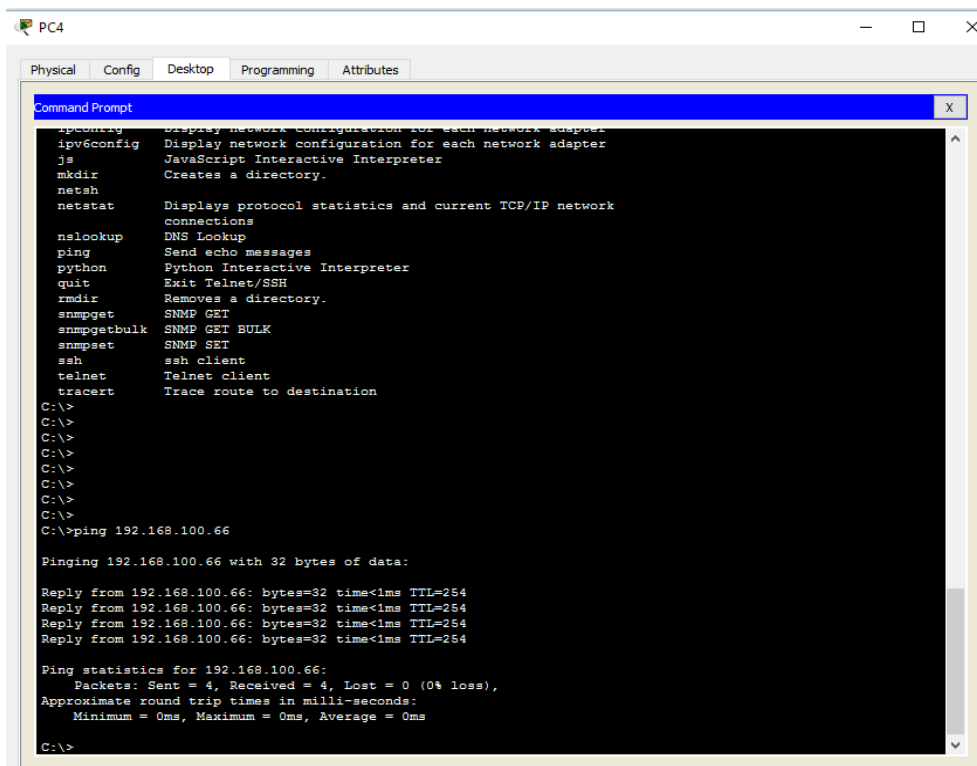 PC4
Physical Config Desktop Programming Attributes
Command Prompt
X
ipconfig Display network configuration for each network adapter
ipv6config Display network configuration for each network adapter
js JavaScript Interactive Interpreter
mkdir Creates a directory.
netsh
netstat Displays protocol statistics and current TCP/IP network
connections
nslookup DNS Lookup
ping Send echo messages
python Python Interactive Interpreter
quit Exit Telnet/SSH
rmdir Removes a directory.
snmpget SNMP GET
snmpgetbulk SNMP GET BULK
snmpset SNMP SET
ssh ssh client
telnet Telnet client
tracert Trace route to destination
C:\>
C:\>
C:\>
C:\>
C:\>
C:\>
C:\>
C:\>
C:\>ping 192.168.100.66
Pinging 192.168.100.66 with 32 bytes of data:
Reply from 192.168.100.66: bytes=32 time<1ms TTL=254
Reply from 192.168.100.66: bytes=32 time<1ms TTL=254
Reply from 192.168.100.66: bytes=32 time<1ms TTL=254
Reply from 192.168.100.66: bytes=32 time<1ms TTL=254
Ping statistics for 192.168.100.66:
Packets: Sent = 4, Received = 4, Lost = 0 (0% loss),
Approximate round trip times in milli-seconds:
Minimum = 0ms, Maximum = 0ms, Average = 0ms
C:\>